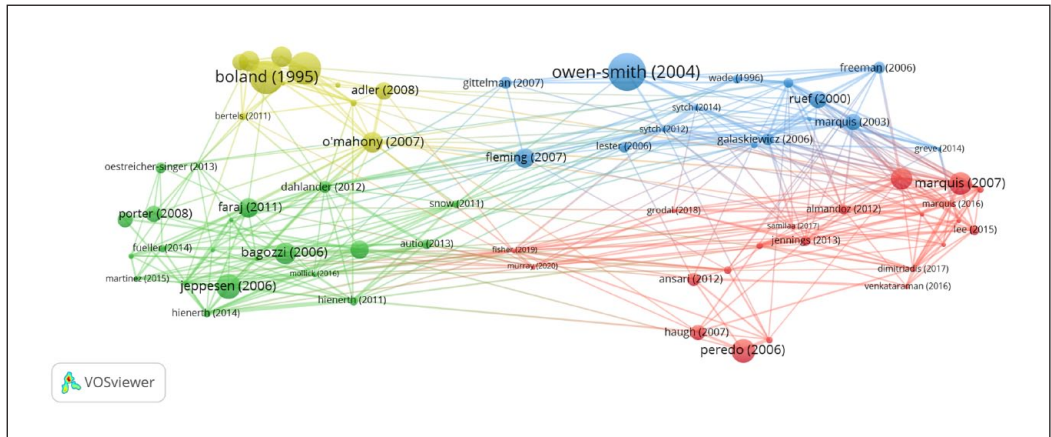 owen-smith (2004)
boland (1995)
freeman (2006)
wade (1996)
gittelman (2007)
adler (2008)
ruef (2000)
sytch (2014)
bertels (2011)
marquis (2003)
sytch (2012)
o'mahony (2007)
galaskiewicz (2006)
lester (2006)
greve (2014)
fleming (2007)
oestreicher-singer (2013)
marquis (2007)
dahlander (2012)
snow (2011)
marquis (2016)
faraj (2011)
grodal (2018)
almandoz (2012)
porter (2008)
samilaa (2017)
lee (2015)
jennings (2013)
autio (2013)
fueller (2014)
fisher (2019)
bagozzi (2006)
murray (2020)
dimitriadis (2017)
mollick (2016)
martinez (2015)
ansari (2012)
jeppesen (2006)
venkataraman (2016)
hienerth (2011)
hienerth (2014)
haugh (2007)
peredo (2006)
VOSviewer